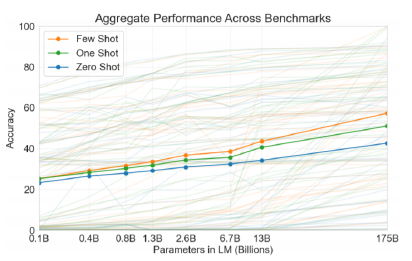 Aggregate Performance Across Benchmarks
100
Few Shot
One Shot
Zero Shot
80
60
40
20
0
Accuracy
0.1B 0.4B 0.8B 1.3B 2.6B 6.7B 13B 175B
Parameters in LM (Billions)